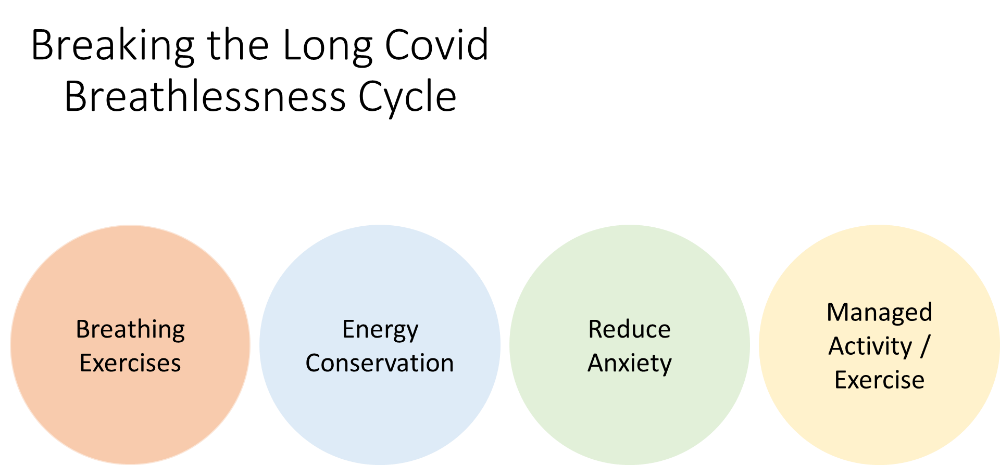 Breaking the Long Covid
Breathlessness Cycle
Breathing
Exercises
Energy
Conservation
Reduce
Anxiety
Managed
Activity /
Exercise